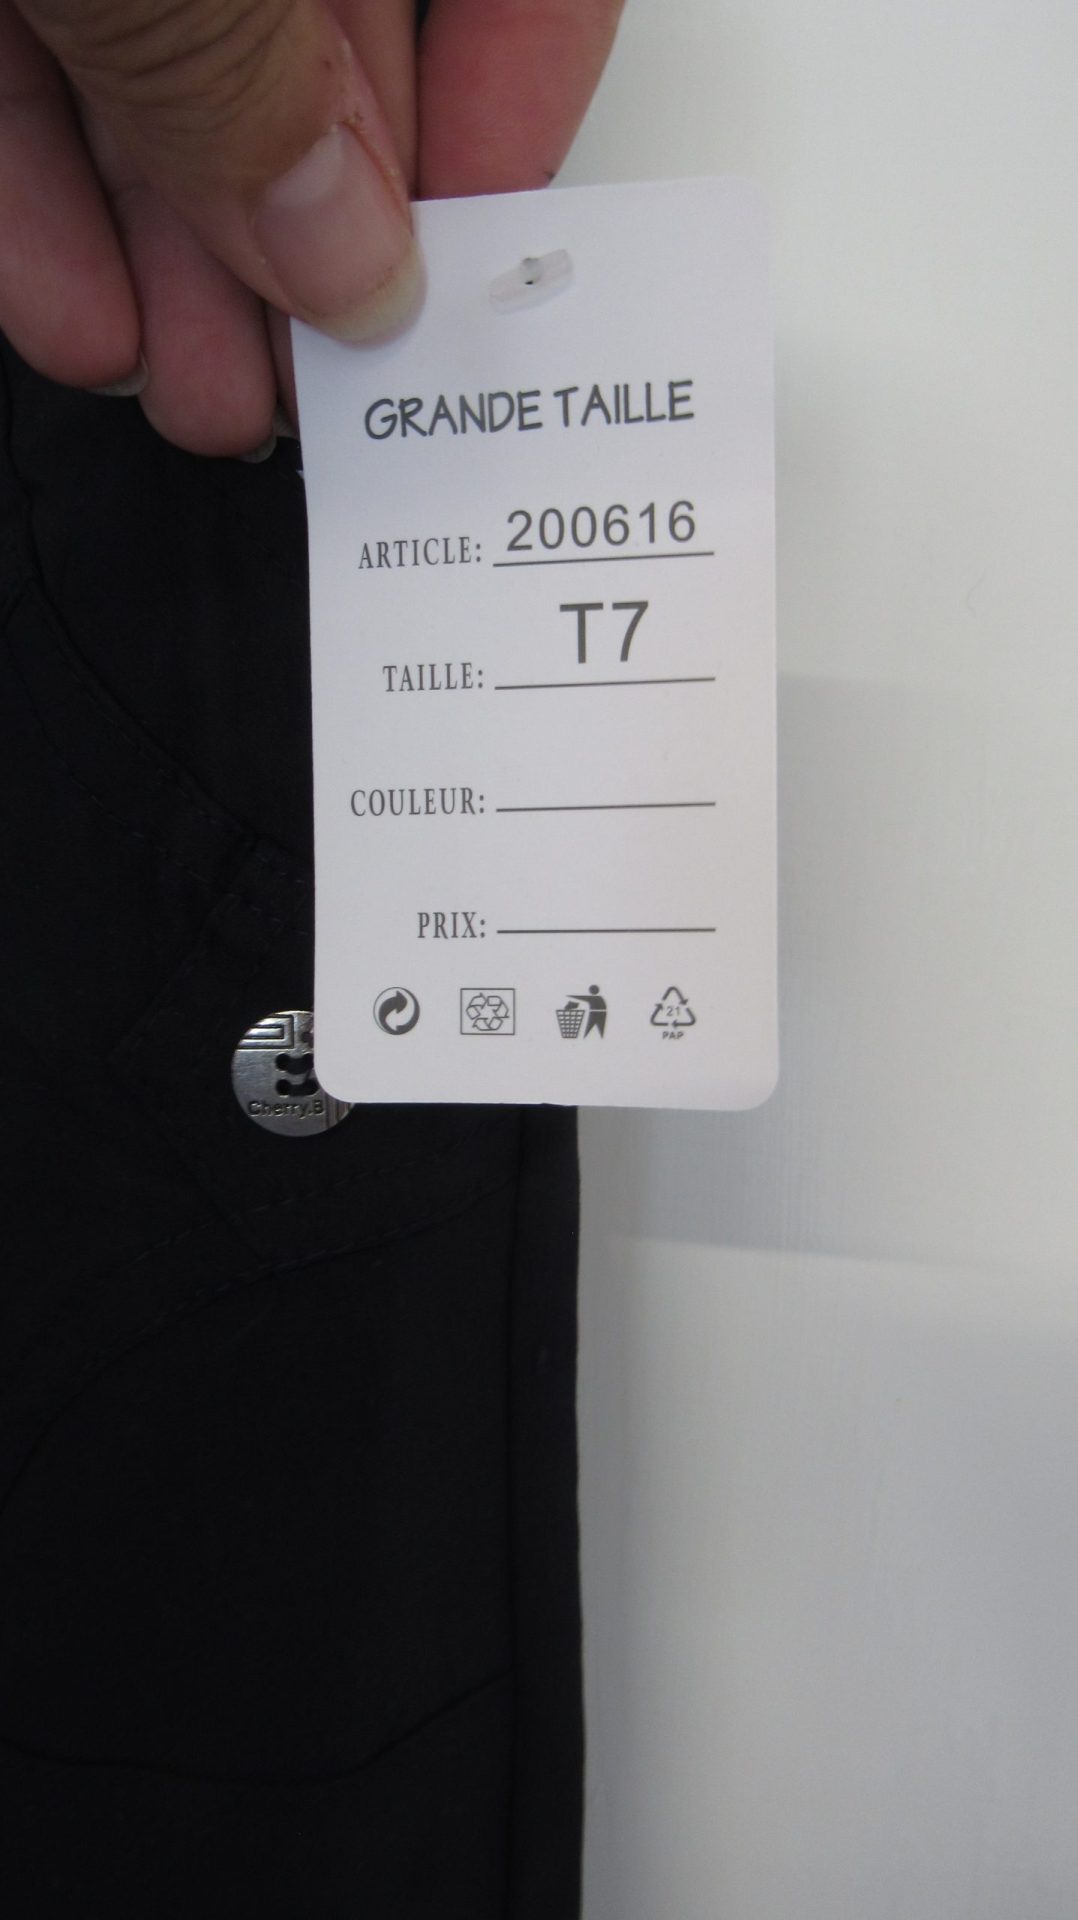 GRANDE TAILLE
ARTICLE: 200616
TAILLE: T7
COULEUR:
PRIX:
21
PAP
Cherry.B